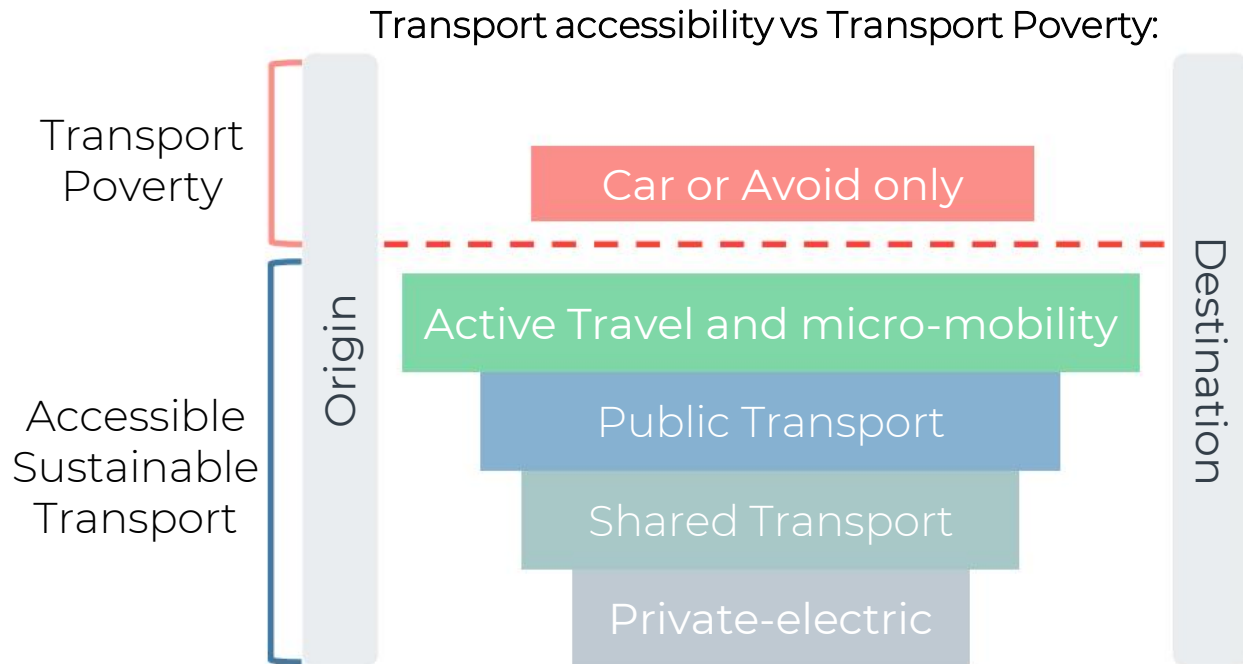 Transport accessibility vs Transport Poverty:
Transport
Poverty
Car or Avoid only
Origin
Destination
Active Travel and micro-mobility
Accessible
Sustainable
Transport
Public Transport
Shared Transport
Private-electric